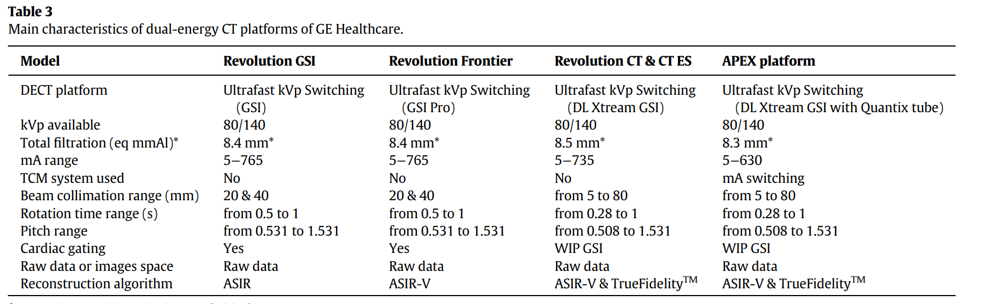 Table 3
Main characteristics of dual-energy CT platforms of GE Healthcare.
Model Revolution GSI Revolution Frontier Revolution CT & CT ES APEX platform
DECT platform Ultrafast kVp Switching Ultrafast kVp Switching Ultrafast kVp Switching Ultrafast kVp Switching
(GSI) (GSI Pro) (DL Xtream GSI) (DL Xtream GSI with Quantix tube)
kVp available 80/140 80/140 80/140 80/140
Total filtration (eq mmAl)* 8.4 mm* 8.4 mm* 8.5 mm* 8.3 mm*
mA range 5–765 5–765 5–735 5–630
TCM system used No No No mA switching
Beam collimation range (mm) 20 & 40 20 & 40 from 5 to 80 from 5 to 80
Rotation time range (s) from 0.5 to 1 from 0.5 to 1 from 0.28 to 1 from 0.28 to 1
Pitch range from 0.531 to 1.531 from 0.531 to 1.531 from 0.508 to 1.531 from 0.508 to 1.531
Cardiac gating Yes Yes WIP GSI WIP GSI
Raw data or images space Raw data Raw data Raw data Raw data
Reconstruction algorithm ASIR ASIR-V ASIR-V & TrueFidelity™ ASIR-V & TrueFidelity™